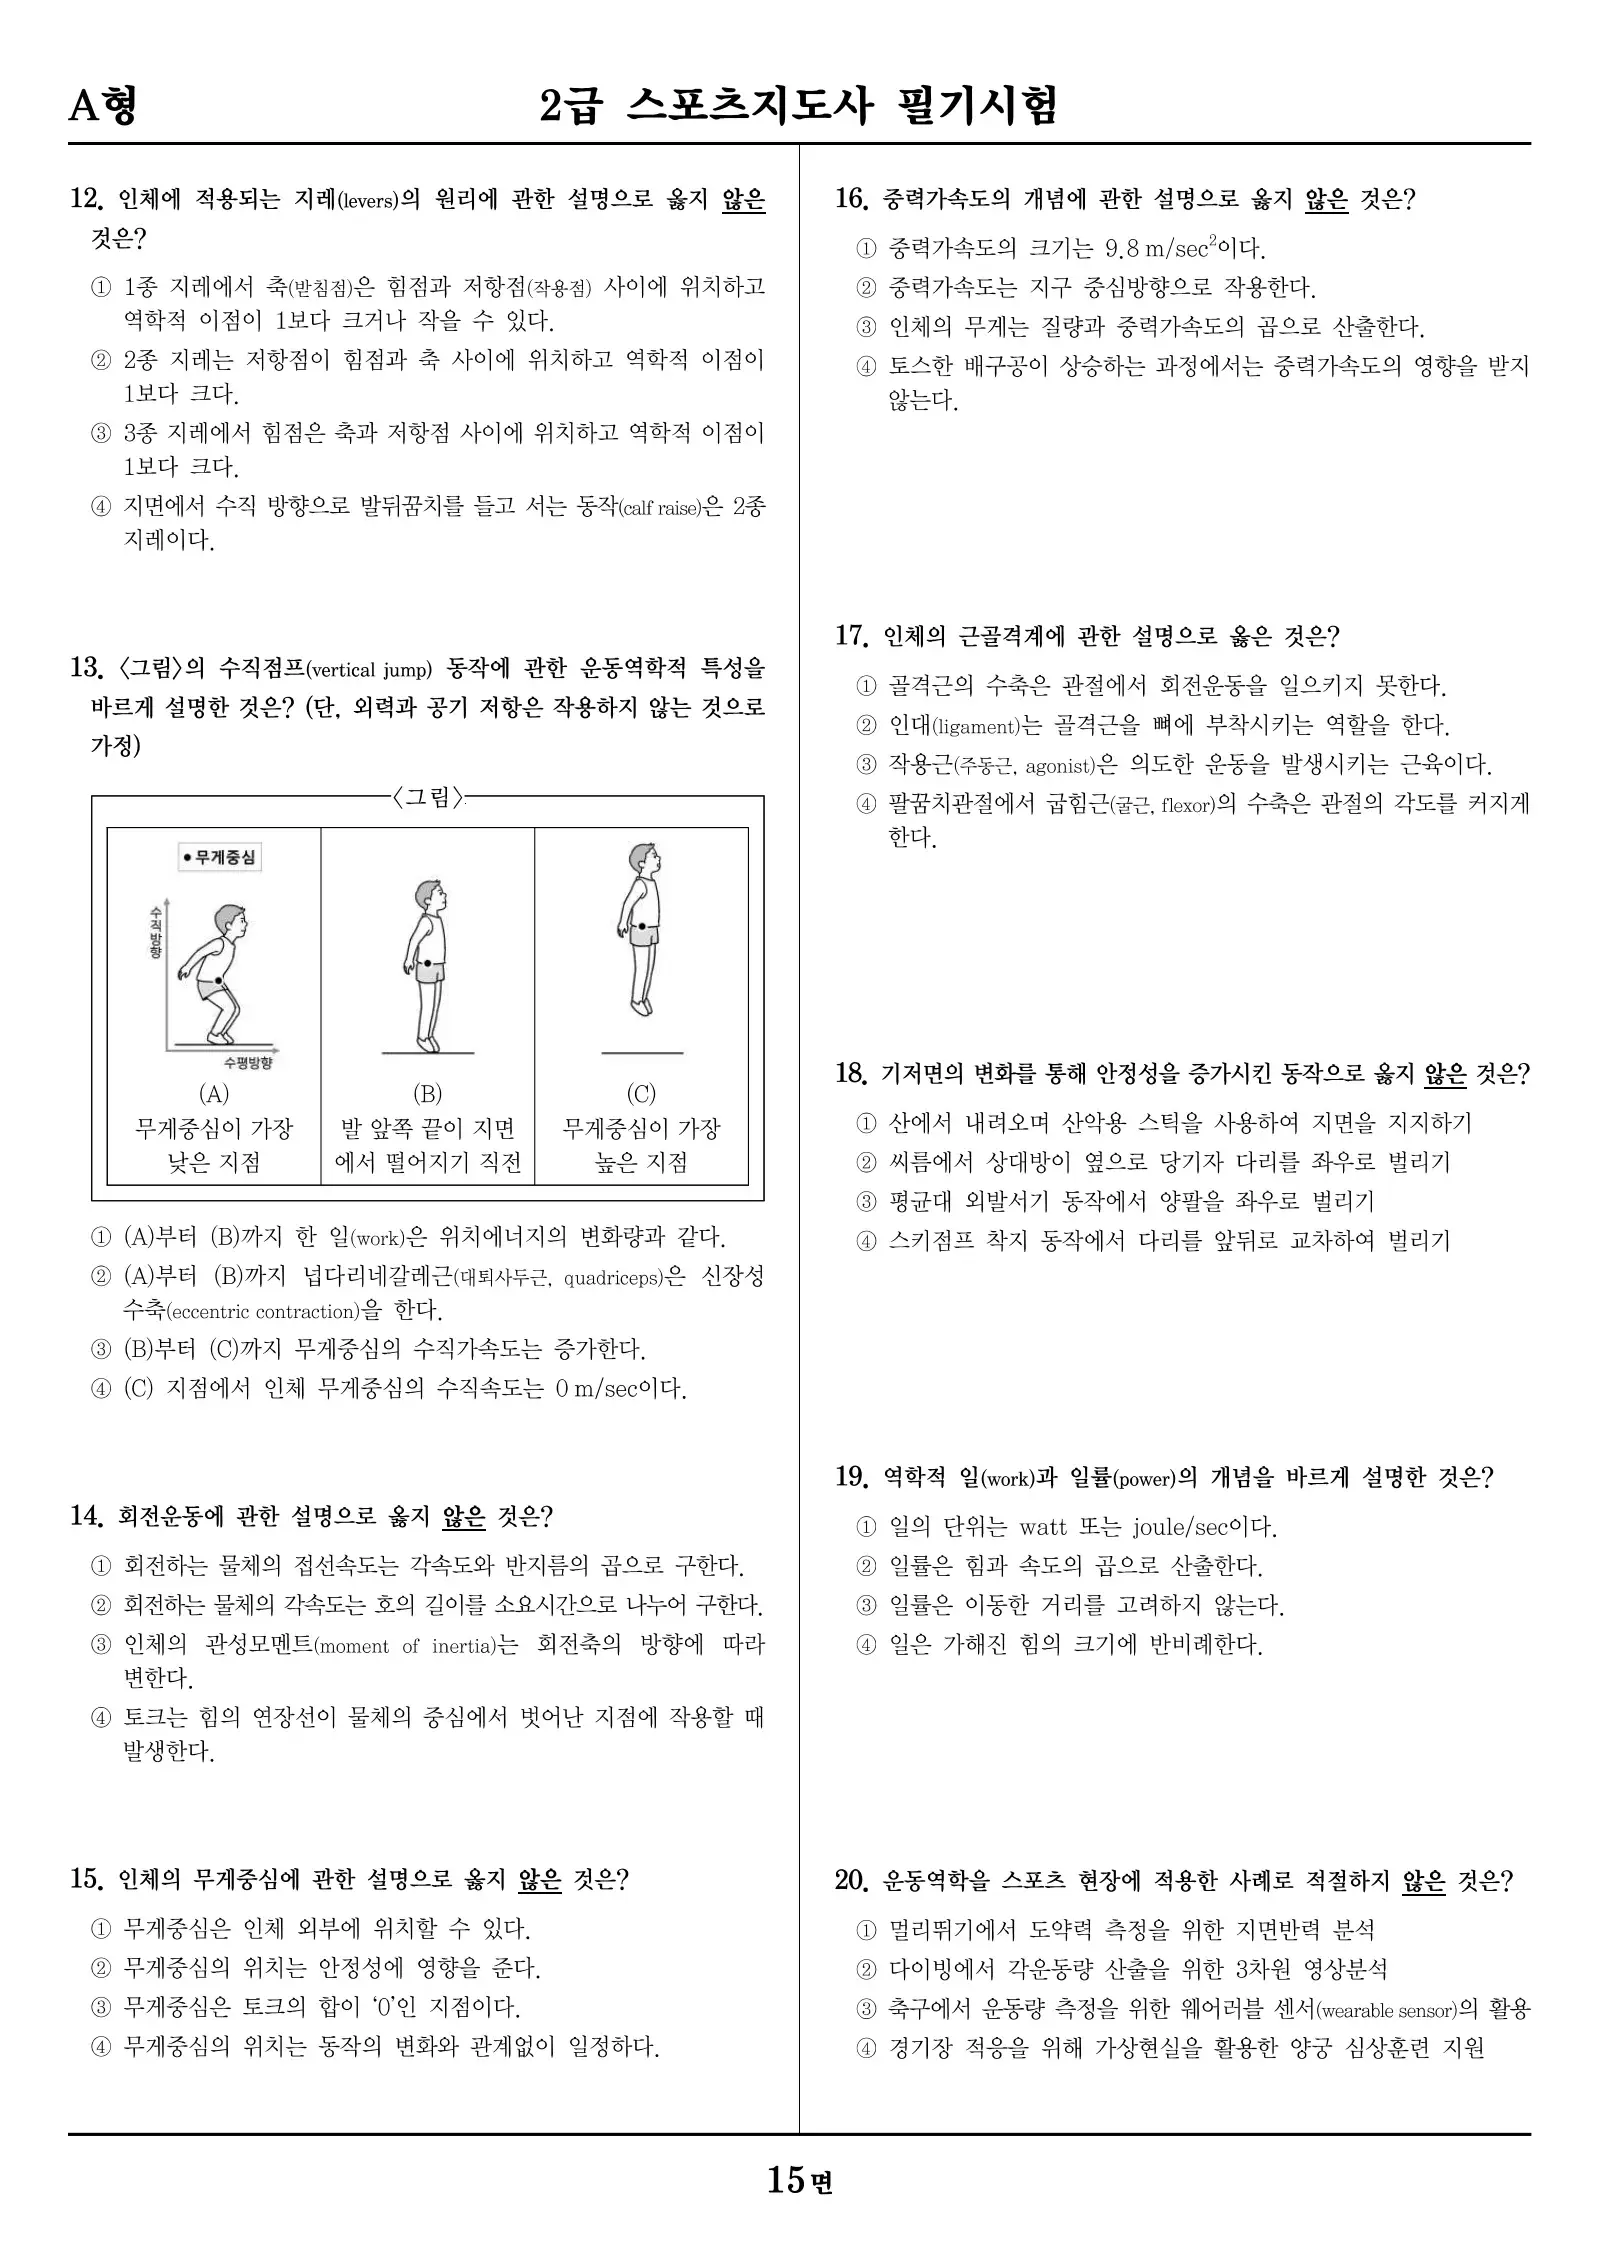 A형
2급 스포츠지도사 필기시험
12. 인체에 적용되는 지레(levers)의 원리에 관한 설명으로 옳지 않은
것은?
① 1종 지레에서 축(받침점)은 힘점과 저항점(작용점) 사이에 위치하고
역학적 이점이 1보다 크거나 작을 수 있다.
② 2종 지레는 저항점이 힘점과 축 사이에 위치하고 역학적 이점이
1보다 크다.
③ 3종 지레에서 힘점은 축과 저항점 사이에 위치하고 역학적 이점이
1보다 크다.
④ 지면에서 수직 방향으로 발뒤꿈치를 들고 서는 동작(calf raise)은 2종
지레이다.
13. 〈그림〉의 수직점프(vertical jump) 동작에 관한 운동역학적 특성을
바르게 설명한 것은? (단, 외력과 공기 저항은 작용하지 않는 것으로
가정)
〈그림〉
•무게중심
수직방향
수평방향
(A)
무게중심이 가장
낮은 지점
(B)
발 앞쪽 끝이 지면
에서 떨어지기 직전
(C)
무게중심이 가장
높은 지점
① (A)부터 (B)까지 한 일(work)은 위치에너지의 변화량과 같다.
② (A)부터 (B)까지 넙다리네갈래근(대퇴사두근, quadriceps)은 신장성
수축(eccentric contraction)을 한다.
③ (B)부터 (C)까지 무게중심의 수직가속도는 증가한다.
④ (C) 지점에서 인체 무게중심의 수직속도는 0 m/sec이다.
14. 회전운동에 관한 설명으로 옳지 않은 것은?
① 회전하는 물체의 접선속도는 각속도와 반지름의 곱으로 구한다.
② 회전하는 물체의 각속도는 호의 길이를 소요시간으로 나누어 구한다.
③ 인체의 관성모멘트(moment of inertia)는 회전축의 방향에 따라
변한다.
④ 토크는 힘의 연장선이 물체의 중심에서 벗어난 지점에 작용할 때
발생한다.
15. 인체의 무게중심에 관한 설명으로 옳지 않은 것은?
① 무게중심은 인체 외부에 위치할 수 있다.
② 무게중심의 위치는 안정성에 영향을 준다.
③ 무게중심은 토크의 합이 ‘0’인 지점이다.
④ 무게중심의 위치는 동작의 변화와 관계없이 일정하다.
16. 중력가속도의 개념에 관한 설명으로 옳지 않은 것은?
① 중력가속도의 크기는 9.8 m/sec²이다.
② 중력가속도는 지구 중심방향으로 작용한다.
③ 인체의 무게는 질량과 중력가속도의 곱으로 산출한다.
④ 토스한 배구공이 상승하는 과정에서는 중력가속도의 영향을 받지
않는다.
17. 인체의 근골격계에 관한 설명으로 옳은 것은?
① 골격근의 수축은 관절에서 회전운동을 일으키지 못한다.
② 인대(ligament)는 골격근을 뼈에 부착시키는 역할을 한다.
③ 작용근(주동근, agonist)은 의도한 운동을 발생시키는 근육이다.
④ 팔꿈치관절에서 굽힘근(굴근, flexor)의 수축은 관절의 각도를 커지게
한다.
18. 기저면의 변화를 통해 안정성을 증가시킨 동작으로 옳지 않은 것은?
① 산에서 내려오며 산악용 스틱을 사용하여 지면을 지지하기
② 씨름에서 상대방이 옆으로 당기자 다리를 좌우로 벌리기
③ 평균대 외발서기 동작에서 양팔을 좌우로 벌리기
④ 스키점프 착지 동작에서 다리를 앞뒤로 교차하여 벌리기
19. 역학적 일(work)과 일률(power)의 개념을 바르게 설명한 것은?
① 일의 단위는 watt 또는 joule/sec이다.
② 일률은 힘과 속도의 곱으로 산출한다.
③ 일률은 이동한 거리를 고려하지 않는다.
④ 일은 가해진 힘의 크기에 반비례한다.
20. 운동역학을 스포츠 현장에 적용한 사례로 적절하지 않은 것은?
① 멀리뛰기에서 도약력 측정을 위한 지면반력 분석
② 다이빙에서 각운동량 산출을 위한 3차원 영상분석
③ 축구에서 운동량 측정을 위한 웨어러블 센서(wearable sensor)의 활용
④ 경기장 적응을 위해 가상현실을 활용한 양궁 심상훈련 지원
15면